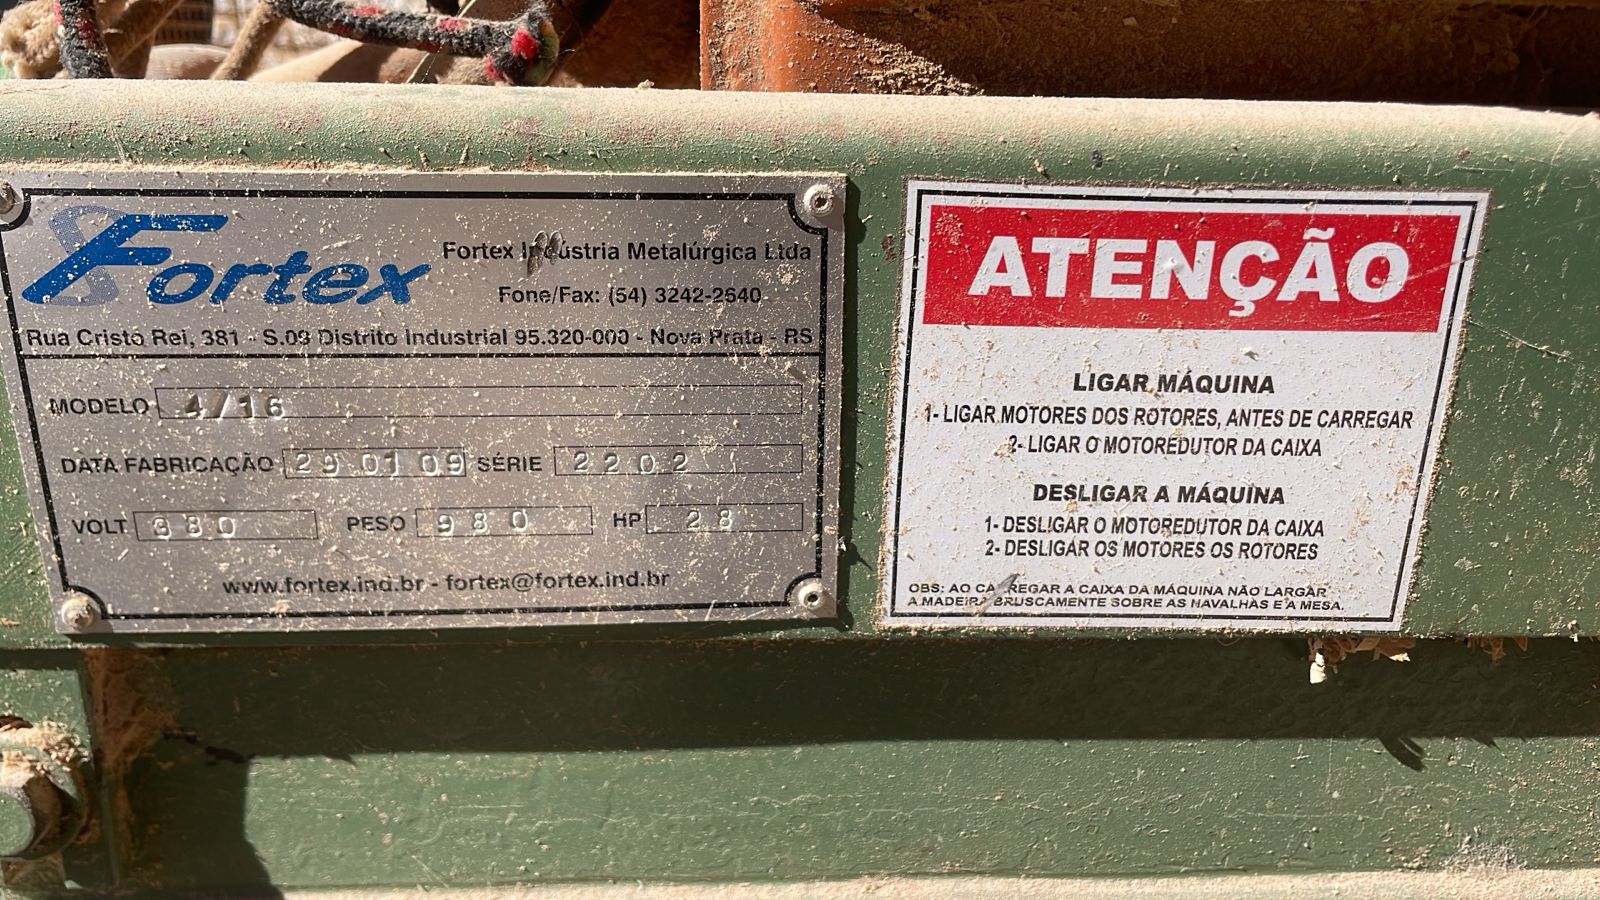 Fortex
Fortex Indústria Metalúrgica Ltda
Fone/Fax: (54) 3242-2640
Rua Cristo Rei, 381 - S.09 Distrito Industrial 95.320-000 - Nova Prata - RS
MODELO 4/16
DATA FABRICAÇÃO 29 01 09 SÉRIE 2202
VOLT 380 PESO 980 HP 28
www.fortex.ind.br - fortex@fortex.ind.br
ATENÇÃO
LIGAR MÁQUINA
1- LIGAR MOTORES DOS ROTORES, ANTES DE CARREGAR
2- LIGAR O MOTOREDUTOR DA CAIXA
DESLIGAR A MÁQUINA
1- DESLIGAR O MOTOREDUTOR DA CAIXA
2- DESLIGAR OS MOTORES OS ROTORES
OBS: AO CARREGAR A CAIXA DA MÁQUINA NÃO LARGAR
A MADEIRA BRUSCAMENTE SOBRE AS NAVALHAS E A MESA.